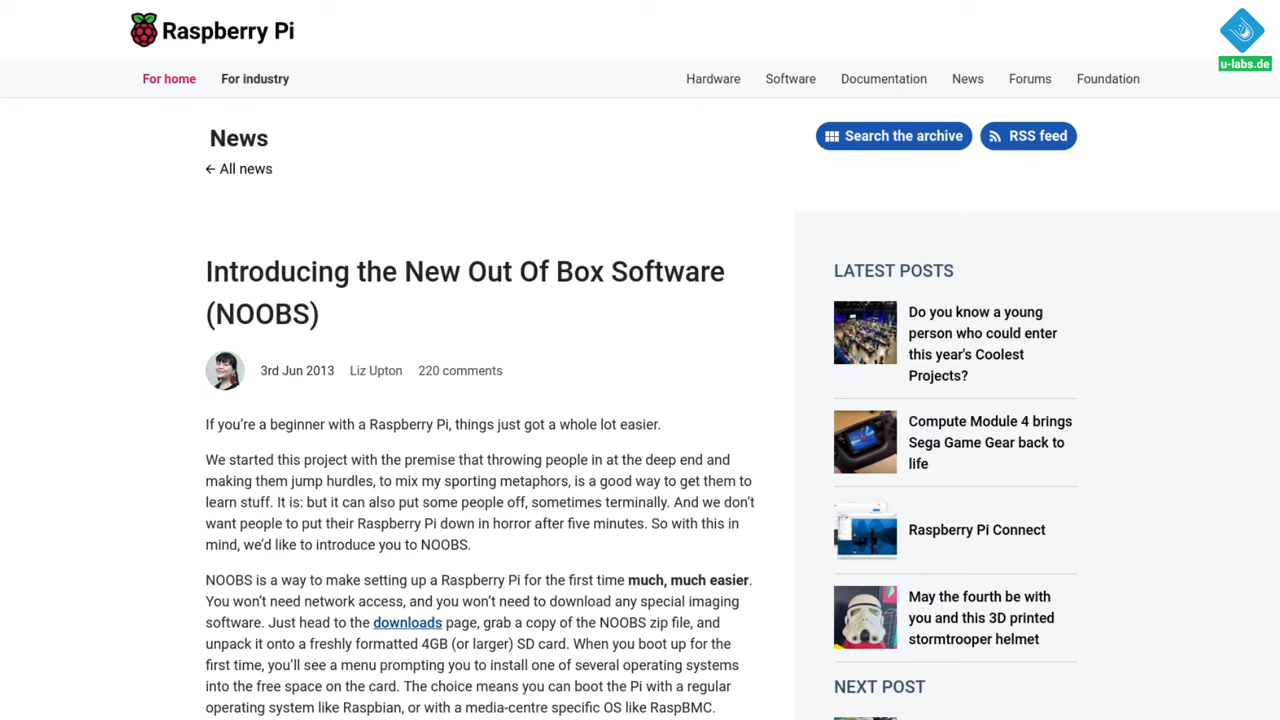 Raspberry Pi
u-labs.de
For home For industry Hardware Software Documentation News Forums Foundation
News Search the archive RSS feed
← All news
Introducing the New Out Of Box Software
(NOOBS)
3rd Jun 2013 Liz Upton 220 comments
If you’re a beginner with a Raspberry Pi, things just got a whole lot easier.
We started this project with the premise that throwing people in at the deep end and
making them jump hurdles, to mix my sporting metaphors, is a good way to get them to
learn stuff. It is: but it can also put some people off, sometimes terminally. And we don’t
want people to put their Raspberry Pi down in horror after five minutes. So with this in
mind, we’d like to introduce you to NOOBS.
NOOBS is a way to make setting up a Raspberry Pi for the first time much, much easier.
You won’t need network access, and you won’t need to download any special imaging
software. Just head to the downloads page, grab a copy of the NOOBS zip file, and
unpack it onto a freshly formatted 4GB (or larger) SD card. When you boot up for the
first time, you’ll see a menu prompting you to install one of several operating systems
into the free space on the card. The choice means you can boot the Pi with a regular
operating system like Raspbian, or with a media-centre specific OS like RaspBMC.
LATEST POSTS
Do you know a young
person who could enter
this year's Coolest
Projects?
Compute Module 4 brings
Sega Game Gear back to
life
Raspberry Pi Connect
May the fourth be with
you and this 3D printed
stormtrooper helmet
NEXT POST